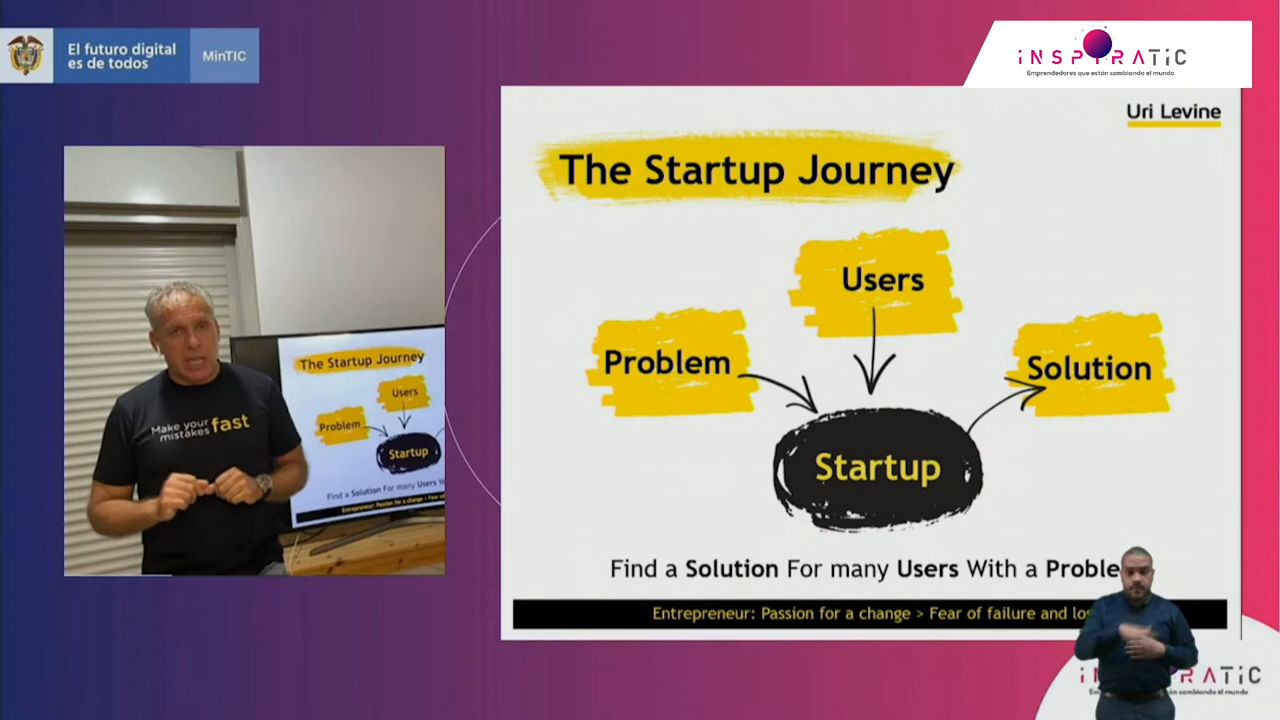 El futuro digital
es de todos
MinTIC
INSPIRATIC
Emprendedores que están cambiando el mundo
Uri Levine
The Startup Journey
Users
Problem
Solution
Startup
Find a Solution For many Users With a
Entrepreneur: Passion for a change > Fear of failure and
Make your
mistakes fast
The Startup Journey
Users
Problem
Startup
Find a Solution For many Users
Entrepreneur: Passion for a change > Fear
cambiando el mundo